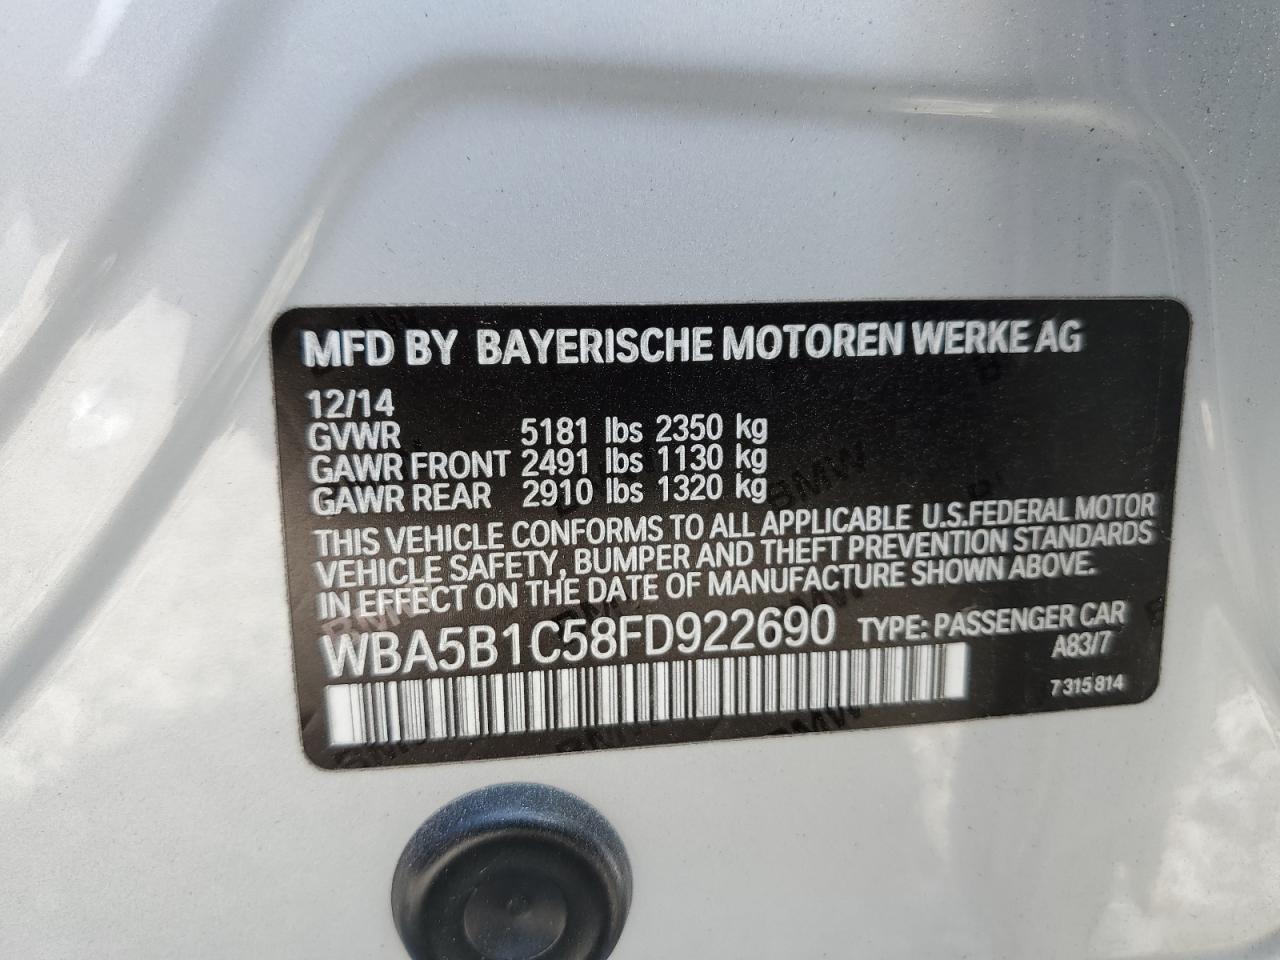 MFD BY BAYERISCHE MOTOREN WERKE AG
12/14
GVWR 5181 lbs 2350 kg
GAWR FRONT 2491 lbs 1130 kg
GAWR REAR 2910 lbs 1320 kg
THIS VEHICLE CONFORMS TO ALL APPLICABLE U.S.FEDERAL MOTOR
VEHICLE SAFETY, BUMPER AND THEFT PREVENTION STANDARDS
IN EFFECT ON THE DATE OF MANUFACTURE SHOWN ABOVE.
WBA5B1C58FD922690 TYPE: PASSENGER CAR
A83/7
7 315 814